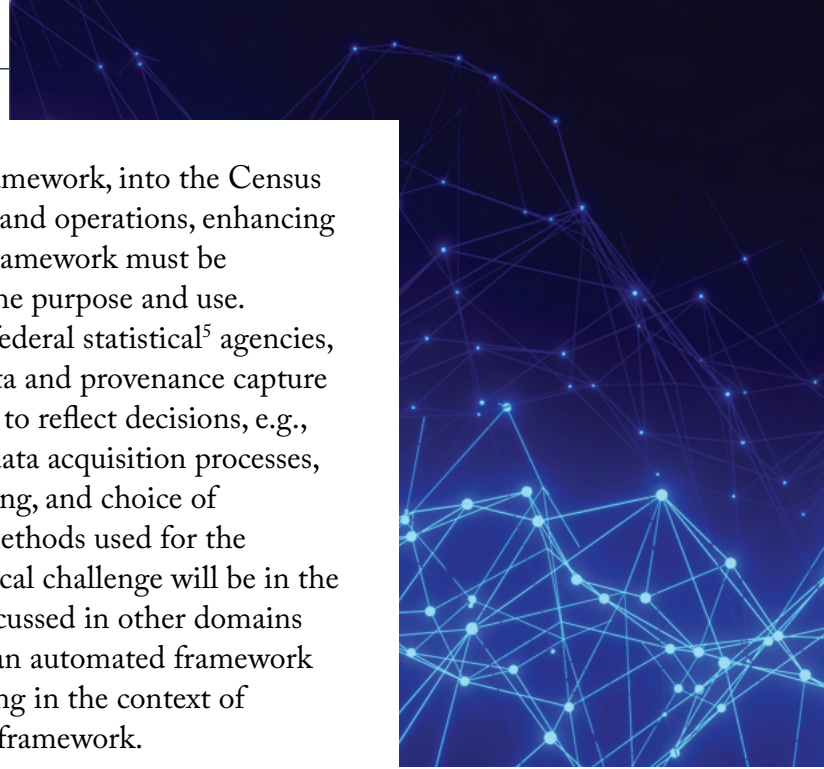 amework, into the Census
and operations, enhancing
ramework must be
he purpose and use.
federal statistical⁵ agencies,
ta and provenance capture
to reflect decisions, e.g.,
data acquisition processes,
ng, and choice of
ethods used for the
cal challenge will be in the
cussed in other domains
an automated framework
ng in the context of
framework.